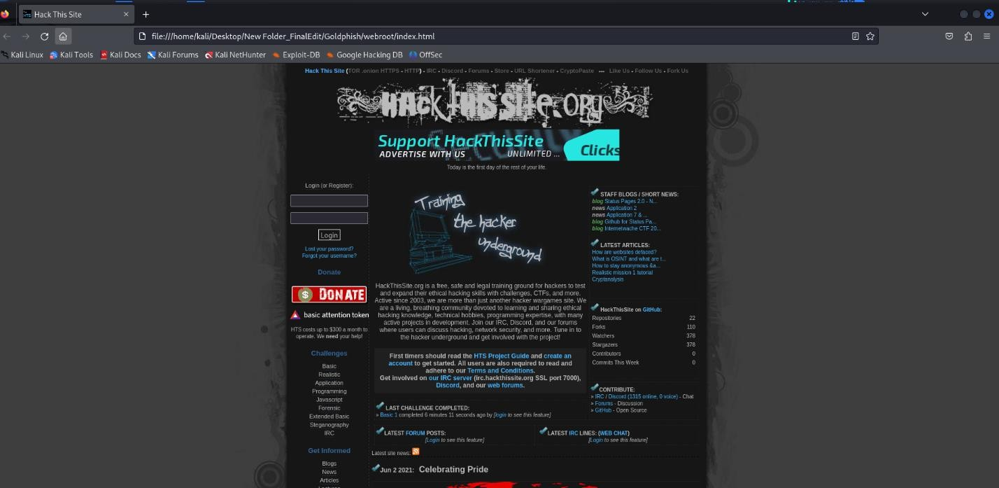 Hack This Site
file:///home/kali/Desktop/New Folder_FinalEdit/Goldphish/webroot/index.html
Kali Linux Kali Tools Kali Docs Kali Forums Kali NetHunter Exploit-DB Google Hacking DB OffSec
Hack This Site (TOR .onion HTTPS - HTTP) - IRC - Discord - Forums - Store - URL Shortener - CryptoPaste --- Like Us - Follow Us - Fork Us
HackThisSite.org
Support HackThisSite
ADVERTISE WITH US UNLIMITED ... Clicks
Today is the first day of the rest of your life.
Login (or Register):
Login
Lost your password?
Forgot your username?
Donate
$ DONATE
basic attention token
HTS costs up to $300 a month to
operate. We need your help!
Challenges
Basic
Realistic
Application
Programming
Javascript
Forensic
Extended Basic
Steganography
IRC
Get Informed
Blogs
News
Articles
Training
the hacker
underground
HackThisSite.org is a free, safe and legal training ground for hackers to test
and expand their ethical hacking skills with challenges, CTFs, and more.
Active since 2003, we are more than just another hacker wargames site. We
are a living, breathing community devoted to learning and sharing ethical
hacking knowledge, technical hobbies, programming expertise, with many
active projects in development. Join our IRC, Discord, and our forums
where users can discuss hacking, network security, and more. Tune in to
the hacker underground and get involved with the project!
First timers should read the HTS Project Guide and create an
account to get started. All users are also required to read and
adhere to our Terms and Conditions.
Get involved on our IRC server (irc.hackthissite.org SSL port 7000),
Discord, and our web forums.
LAST CHALLENGE COMPLETED:
» Basic 1 completed 6 minutes 11 seconds ago by [login to see this feature]
LATEST FORUM POSTS:
[Login to see this feature]
LATEST IRC LINES: (WEB CHAT)
[Login to see this feature]
Latest site news:
Jun 2 2021: Celebrating Pride
STAFF BLOGS / SHORT NEWS:
blog Status Pages 2.0 - N...
news Application 2
news Application 7 & ...
blog Github for Status Pa...
blog Internetwache CTF 20...
LATEST ARTICLES:
How are websites defaced?
What is OSINT and what are t...
How to stay anonymous &a...
Realistic mission 1 tutorial
Cryptanalysis
HackThisSite on GitHub:
Repositories 22
Forks 110
Watchers 378
Stargazers 378
Contributors 0
Commits This Week 0
CONTRIBUTE:
» IRC / Discord (1315 online, 0 voice) - Chat
» Forums - Discussion
» GitHub - Open Source